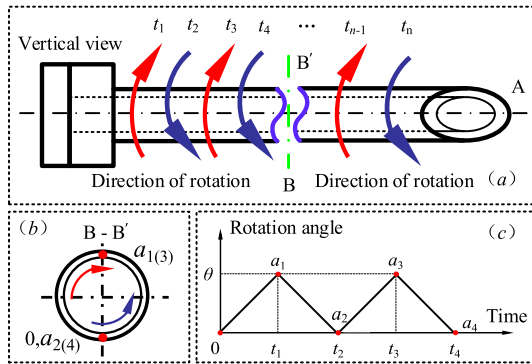 t1 t2 t3 t4 ... tn-1 tn
Vertical view
B′
A
B
Direction of rotation
Direction of rotation
(a)
(b)
B - B′
a1(3)
0,a2(4)
(c)
Rotation angle
θ
a1
a3
a2
a4
Time
0
t1
t2
t3
t4